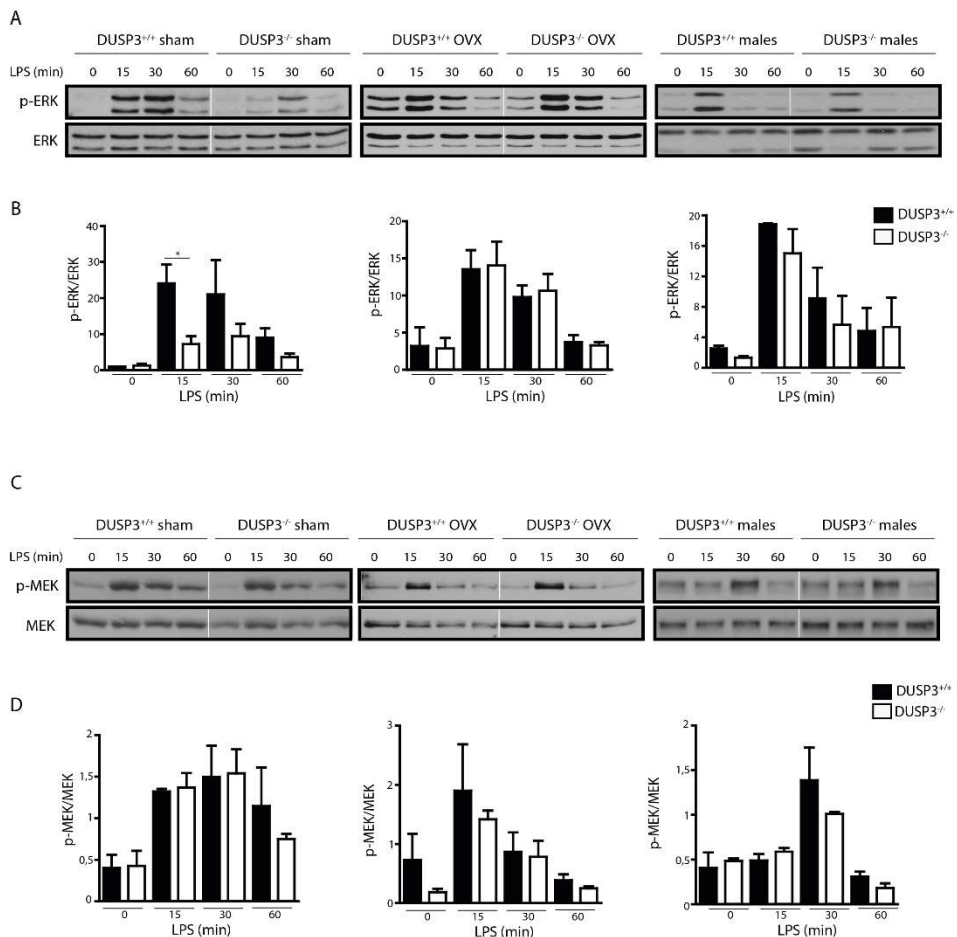 A
DUSP3+/+ sham DUSP3-/- sham DUSP3+/+ OVX DUSP3-/- OVX DUSP3+/+ males DUSP3-/- males
LPS (min) 0 15 30 60 0 15 30 60 0 15 30 60 0 15 30 60 0 15 30 60 0 15 30 60
p-ERK
ERK
B
DUSP3+/+
DUSP3-/-
p-ERK/ERK
40
30
20
10
0
*
0 15 30 60
LPS (min)
p-ERK/ERK
20
15
10
5
0
0 15 30 60
LPS (min)
p-ERK/ERK
20
16
12
8
4
0
0 15 30 60
LPS (min)
C
DUSP3+/+ sham DUSP3-/- sham DUSP3+/+ OVX DUSP3-/- OVX DUSP3+/+ males DUSP3-/- males
LPS (min) 0 15 30 60 0 15 30 60 0 15 30 60 0 15 30 60 0 15 30 60 0 15 30 60
p-MEK
MEK
D
DUSP3+/+
DUSP3-/-
p-MEK/MEK
2
1,5
1
0,5
0
0 15 30 60
LPS (min)
p-MEK/MEK
3
2
1
0
0 15 30 60
LPS (min)
p-MEK/MEK
2
1,5
1
0,5
0
0 15 30 60
LPS (min)